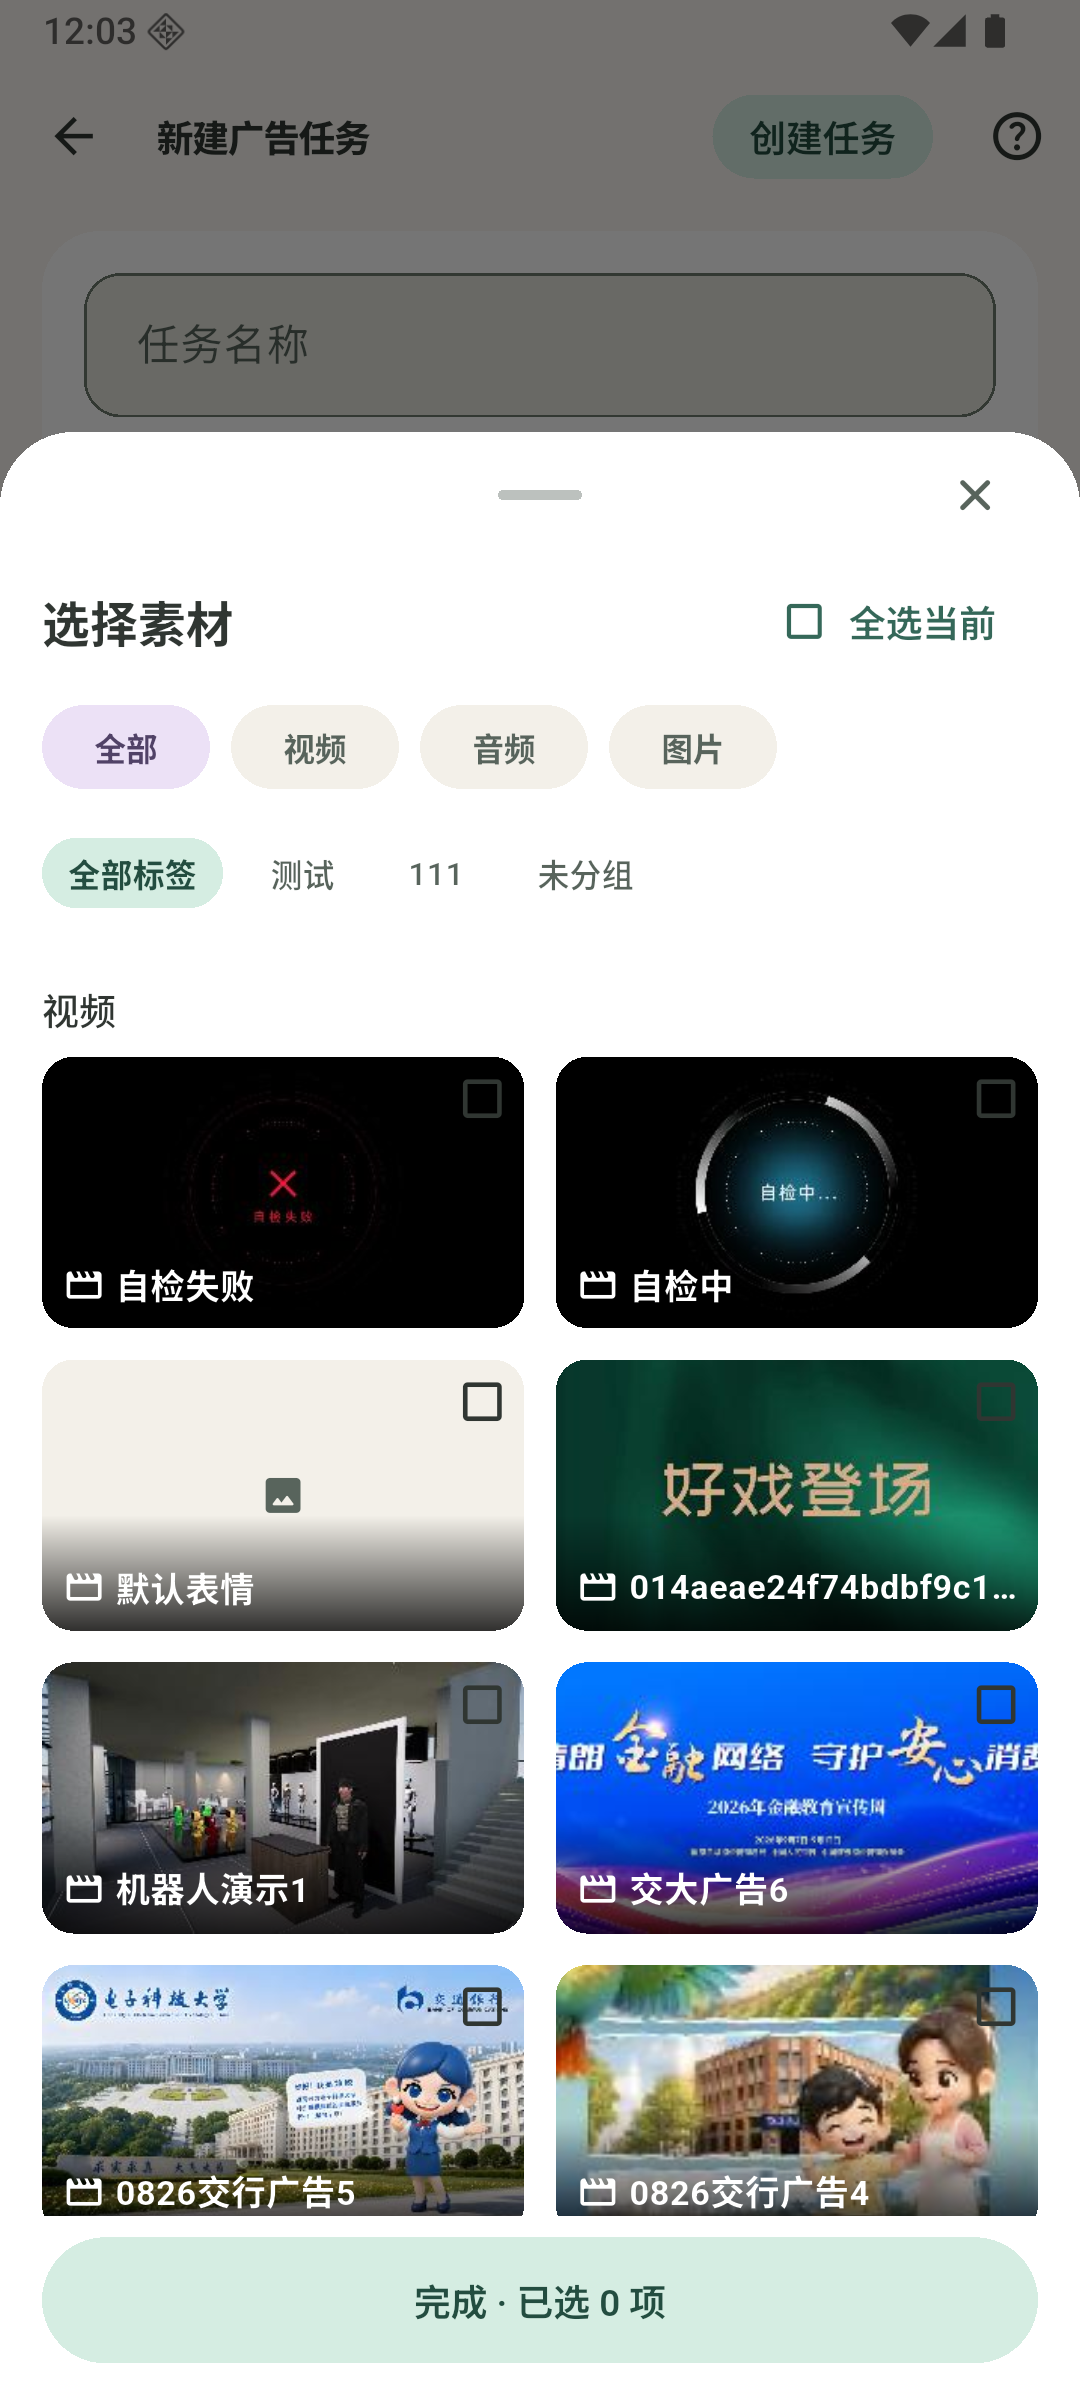 12:03
新建广告任务
创建任务
任务名称
选择素材
全选当前
全部
视频
音频
图片
全部标签
测试
111
未分组
视频
自检失败
自检失败
自检中...
自检中
默认表情
好戏登场
014aeae24f74bdbf9c1...
机器人演示1
金融网络 守护安心消费
2026年金融教育宣传周
交大广告6
电子科技大学
0826交行广告5
0826交行广告4
完成 · 已选 0 项